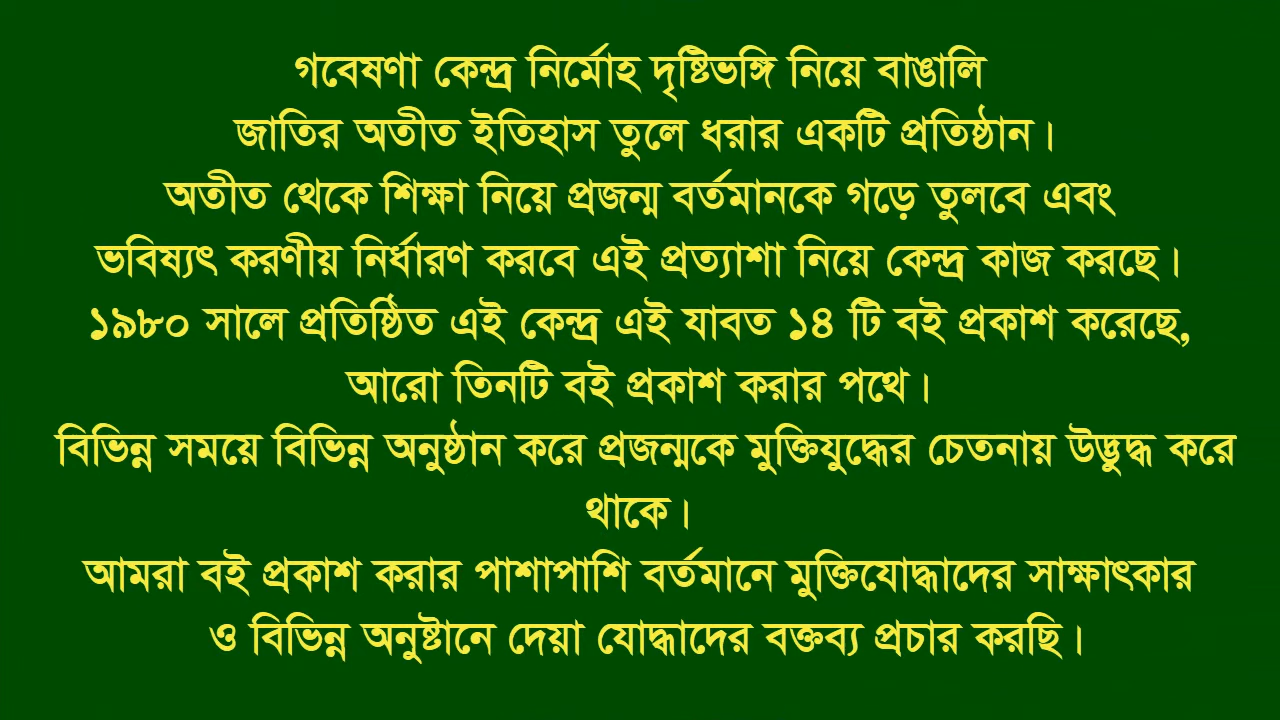 গবেষণা কেন্দ্র নির্মোহ দৃষ্টিভঙ্গি নিয়ে বাঙালি
জাতির অতীত ইতিহাস তুলে ধরার একটি প্রতিষ্ঠান।
অতীত থেকে শিক্ষা নিয়ে প্রজন্ম বর্তমানকে গড়ে তুলবে এবং
ভবিষ্যৎ করণীয় নির্ধারণ করবে এই প্রত্যাশা নিয়ে কেন্দ্র কাজ করছে।
১৯৮০ সালে প্রতিষ্ঠিত এই কেন্দ্র এই যাবত ১৪ টি বই প্রকাশ করেছে,
আরো তিনটি বই প্রকাশ করার পথে।
বিভিন্ন সময়ে বিভিন্ন অনুষ্ঠান করে প্রজন্মকে মুক্তিযুদ্ধের চেতনায় উদ্ভুদ্ধ করে
থাকে।
আমরা বই প্রকাশ করার পাশাপাশি বর্তমানে মুক্তিযোদ্ধাদের সাক্ষাৎকার
ও বিভিন্ন অনুষ্টানে দেয়া যোদ্ধাদের বক্তব্য প্রচার করছি।